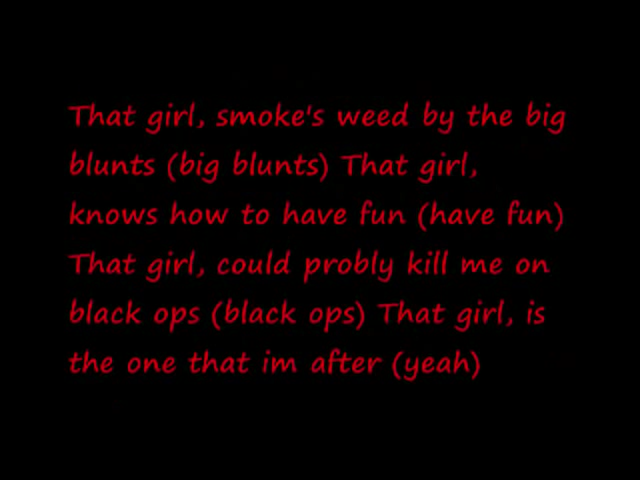 That girl, smoke's weed by the big
blunts (big blunts) That girl,
knows how to have fun (have fun)
That girl, could probly kill me on
black ops (black ops) That girl, is
the one that im after (yeah)